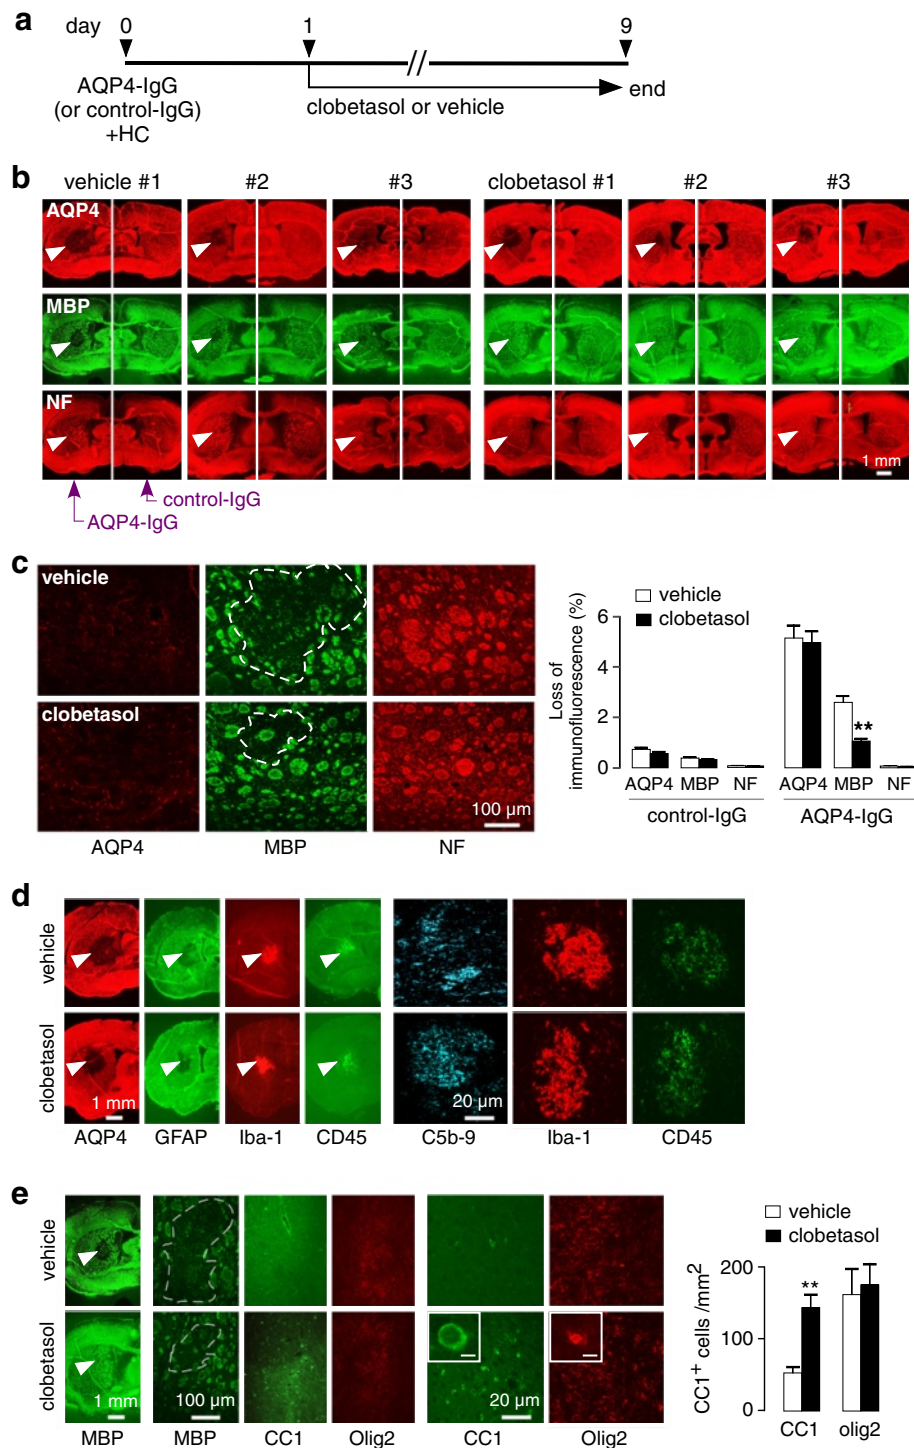 a
day 0 1 9
AQP4-IgG
(or control-IgG)
+HC
clobetasol or vehicle
end
b
vehicle #1 #2 #3 clobetasol #1 #2 #3
AQP4
MBP
NF
1 mm
control-IgG
AQP4-IgG
c
vehicle
clobetasol
100 µm
AQP4 MBP NF
vehicle
clobetasol
Loss of
immunofluorescence (%)
6
4
2
0
AQP4 MBP NF AQP4 MBP NF
**
control-IgG AQP4-IgG
d
vehicle
clobetasol
1 mm
20 µm
AQP4 GFAP Iba-1 CD45 C5b-9 Iba-1 CD45
e
vehicle
clobetasol
1 mm 100 µm 20 µm
MBP MBP CC1 Olig2 CC1 Olig2
vehicle
clobetasol
CC1+ cells /mm2
200
100
0
**
CC1 olig2